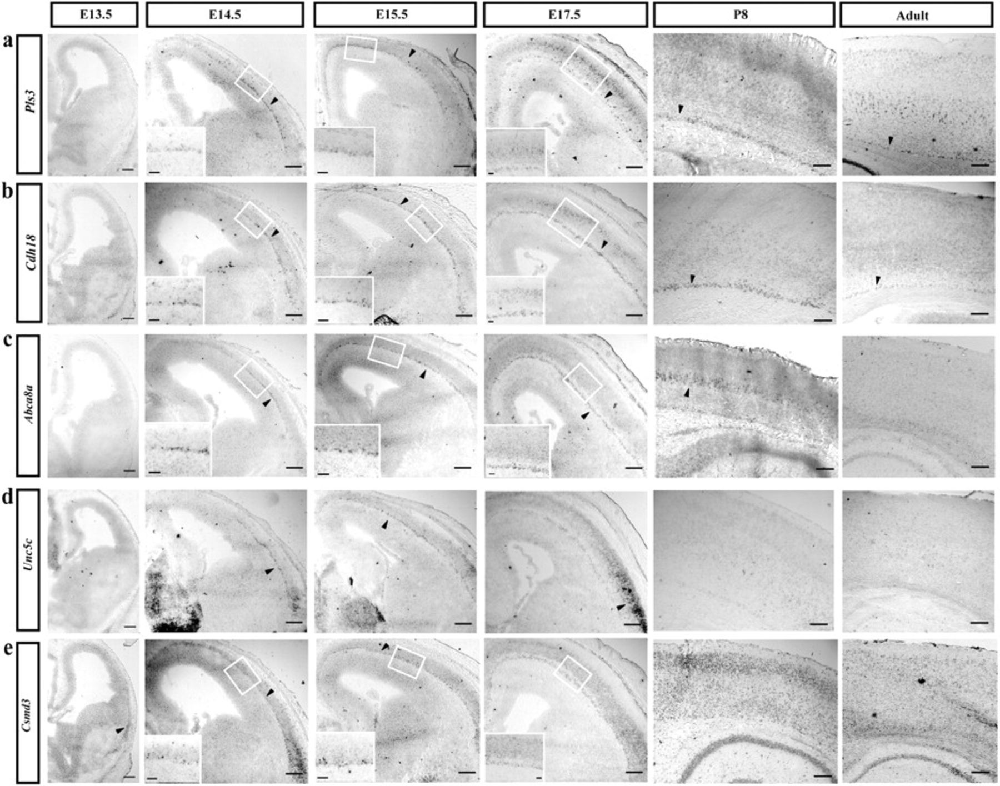 E13.5 E14.5 E15.5 E17.5 P8 Adult
a Pls3
b Cdh18
c Abca8a
d Unc5c
e Csmd3